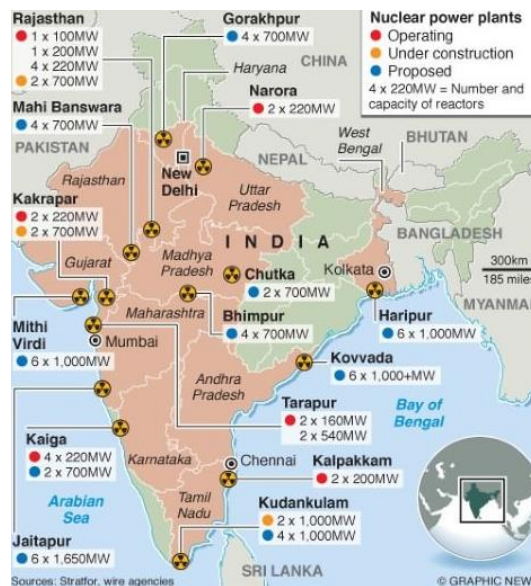 Rajasthan
1 x 100MW
1 x 200MW
4 x 220MW
2 x 700MW
Gorakhpur
4 x 700MW
Nuclear power plants
Operating
Under construction
Proposed
4 x 220MW = Number and
capacity of reactors
CHINA
Haryana
Narora
2 x 220MW
Mahi Banswara
4 x 700MW
PAKISTAN
New
Delhi
NEPAL
West
Bengal
BHUTAN
Rajasthan
Uttar
Pradesh
Kakrapar
2 x 220MW
2 x 700MW
INDIA
BANGLADESH
Gujarat
Madhya
Pradesh
Chutka
2 x 700MW
Kolkata
300km
185 miles
MYANMAR
Maharashtra
Bhimpur
4 x 700MW
Haripur
6 x 1,000MW
Mithi
Virdi
6 x 1,000MW
Mumbai
Kovvada
6 x 1,000+MW
Andhra
Pradesh
Tarapur
2 x 160MW
2 x 540MW
Bay of
Bengal
Kaiga
4 x 220MW
2 x 700MW
Karnataka
Chennai
Kalpakkam
2 x 200MW
Arabian
Sea
Tamil
Nadu
Kudankulam
2 x 1,000MW
4 x 1,000MW
Jaitapur
6 x 1,650MW
SRI LANKA
Sources: Stratfor, wire agencies
© GRAPHIC NEW